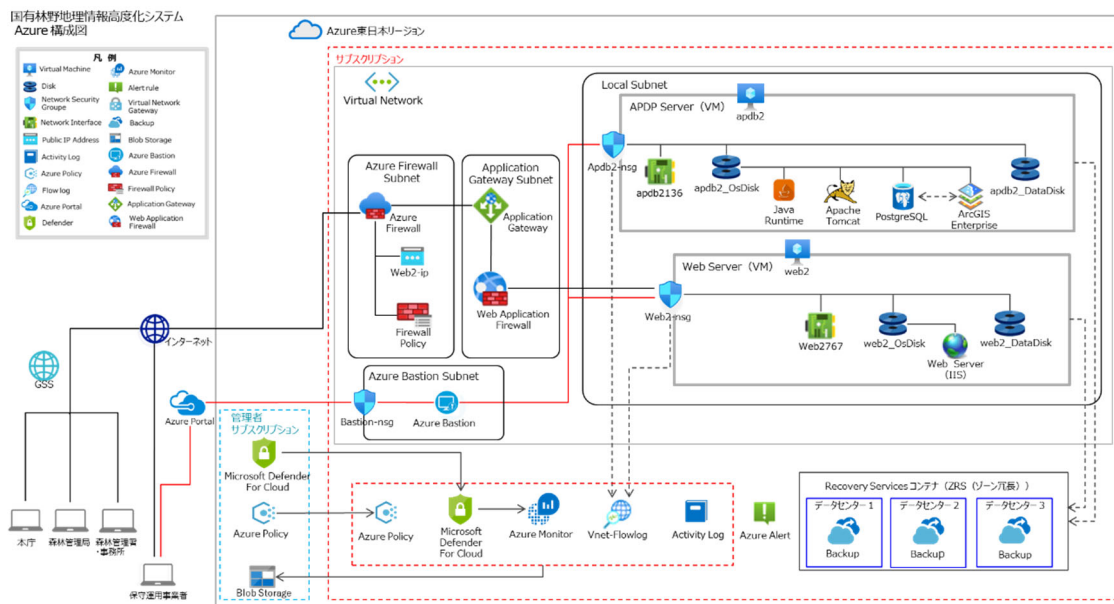 国有林野地理情報高度化システム
Azure 構成図
凡 例
Virtual Machine
Azure Monitor
Disk
Alert rule
Network Security
Groupe
Virtual Network
Gateway
Network Interface
Backup
Public IP Address
Blob Storage
Activity Log
Azure Bastion
Azure Policy
Azure Firewall
Flow log
Firewall Policy
Azure Portal
Application Gateway
Defender
Web Application
Firewall
Azure東日本リージョン
サブスクリプション
Virtual Network
Local Subnet
APDP Server（VM）
apdb2
Apdb2-nsg
apdb2136
apdb2_OsDisk
Java
Runtime
Apache
Tomcat
PostgreSQL
ArcGIS
Enterprise
apdb2_DataDisk
Azure Firewall
Subnet
Azure
Firewall
Web2-ip
Firewall
Policy
Application
Gateway Subnet
Application
Gateway
Web Application
Firewall
Web Server（VM）
web2
Web2-nsg
Web2767
web2_OsDisk
Web Server
（IIS）
web2_DataDisk
インターネット
GSS
Azure Portal
Azure Bastion Subnet
Bastion-nsg
Azure Bastion
管理者
サブスクリプション
Microsoft Defender
For Cloud
Azure Policy
Blob Storage
Azure Policy
Microsoft
Defender
For Cloud
Azure Monitor
Vnet-Flowlog
Activity Log
Azure Alert
Recovery Services コンテナ（ZRS（ゾーン冗長））
データセンター 1
Backup
データセンター 2
Backup
データセンター 3
Backup
本庁
森林管理局
森林管理署
・事務所
保守運用事業者